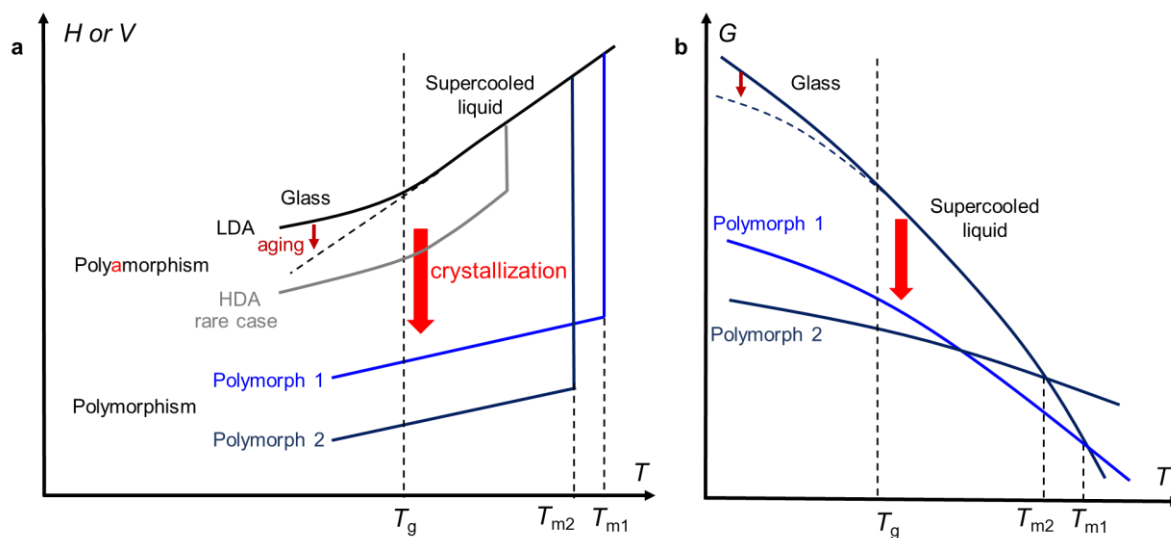 a
H or V
Supercooled
liquid
Glass
LDA
aging
Polyamorphism
crystallization
HDA
rare case
Polymorph 1
Polymorphism
Polymorph 2
T
Tg
Tm2
Tm1
b
G
Glass
Polymorph 1
Supercooled
liquid
Polymorph 2
T
Tg
Tm2
Tm1